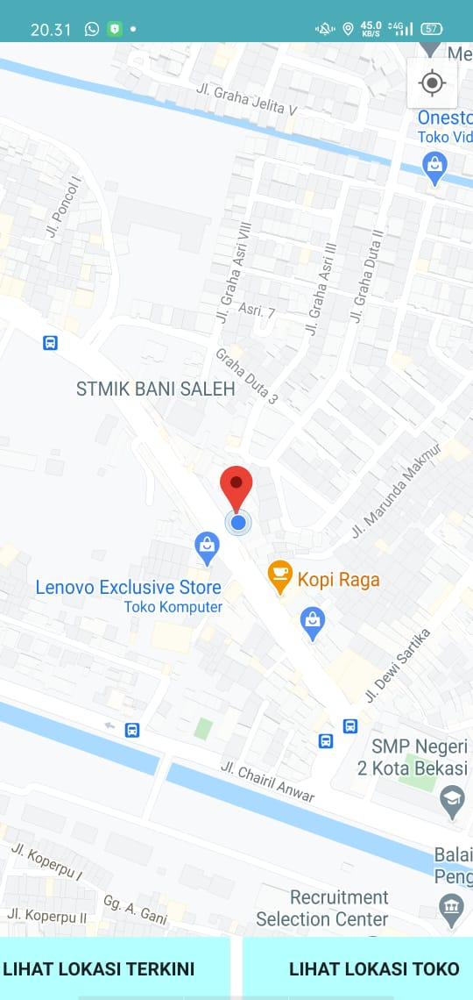 20.31
45.0
KB/S
4G
57
Me
Jl. Graha Jelita V
Onesto
Toko Vid
Jl. Poncol I
Jl. Graha Asri VIII
Jl. Graha Asri III
Jl. Graha Duta II
Asri. 7
Graha Duta 3
STMIK BANI SALEH
Jl. Marunda Makmur
Lenovo Exclusive Store
Toko Komputer
Kopi Raga
Jl. Dewi Sartika
SMP Negeri
2 Kota Bekasi
Jl. Chairil Anwar
Balai
Peng
Jl. Koperpu I
Gg. A. Gani
Jl. Koperpu II
Recruitment
Selection Center
LIHAT LOKASI TERKINI
LIHAT LOKASI TOKO